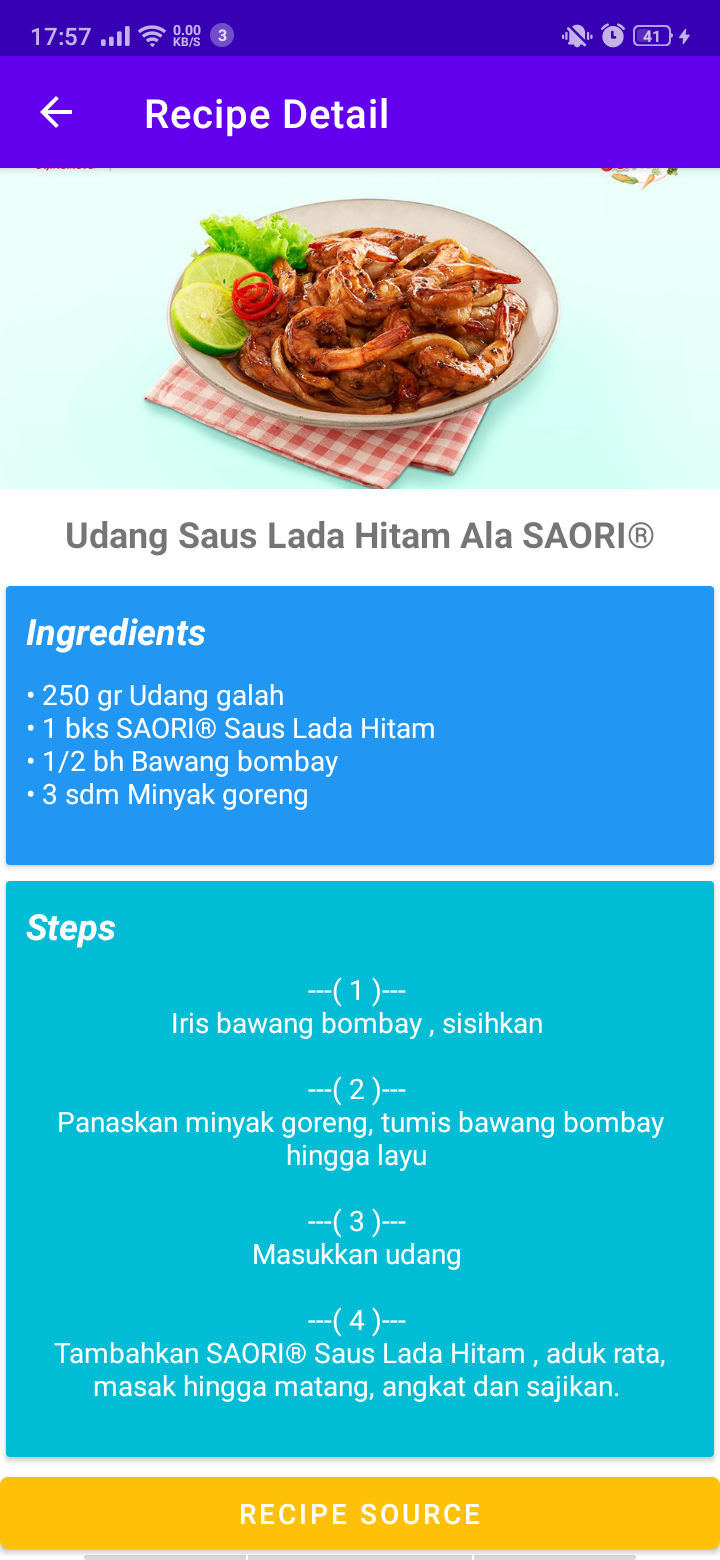 17:57 0.00 KB/S 3 41
Recipe Detail
Udang Saus Lada Hitam Ala SAORI®
Ingredients
• 250 gr Udang galah
• 1 bks SAORI® Saus Lada Hitam
• 1/2 bh Bawang bombay
• 3 sdm Minyak goreng
Steps
---( 1 )---
Iris bawang bombay , sisihkan
---( 2 )---
Panaskan minyak goreng, tumis bawang bombay
hingga layu
---( 3 )---
Masukkan udang
---( 4 )---
Tambahkan SAORI® Saus Lada Hitam , aduk rata,
masak hingga matang, angkat dan sajikan.
RECIPE SOURCE